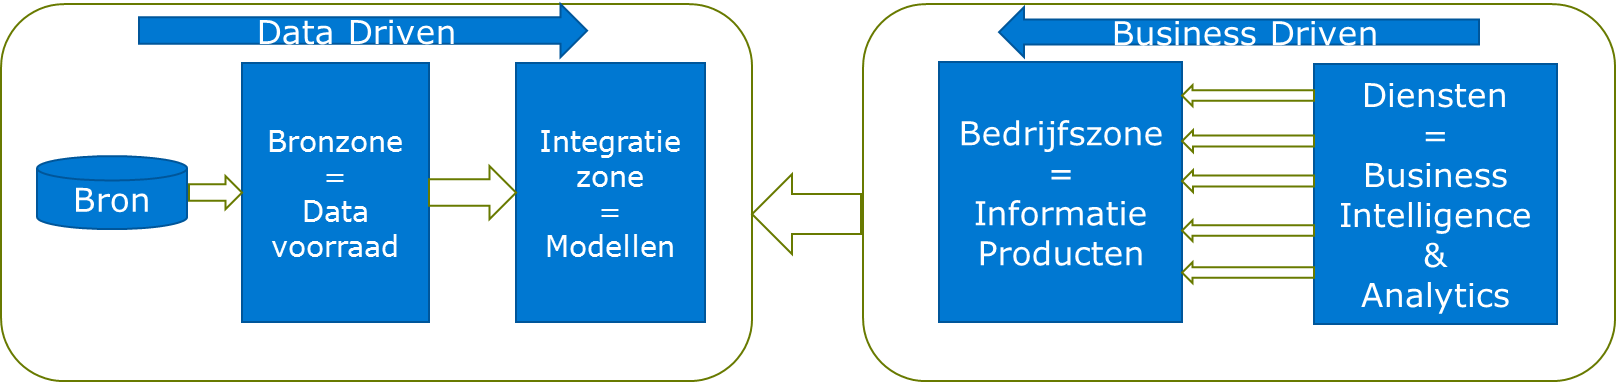 Data Driven
Bron
Bronzone
=
Data
voorraad
Integratie
zone
=
Modellen
Business Driven
Bedrijfszone
=
Informatie
Producten
Diensten
=
Business
Intelligence
&
Analytics